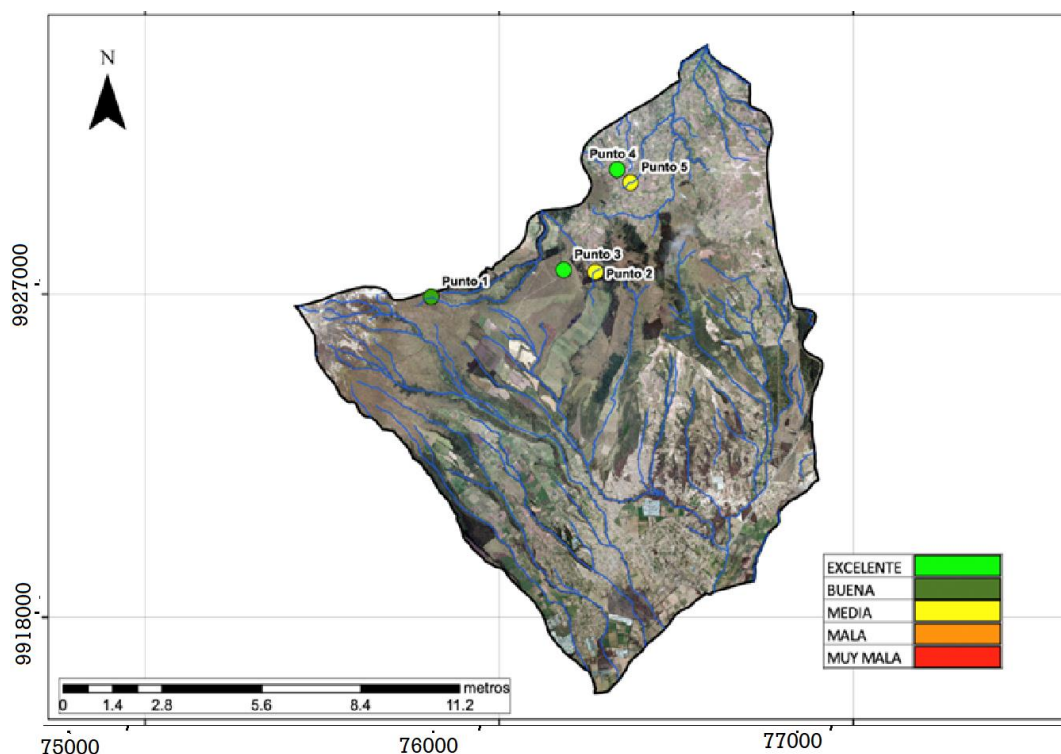 N
Punto 4
Punto 5
Punto 3
Punto 2
Punto 1
9927000
9918000
EXCELENTE
BUENA
MEDIA
MALA
MUY MALA
metros
0 1.4 2.8 5.6 8.4 11.2
75000 76000 77000